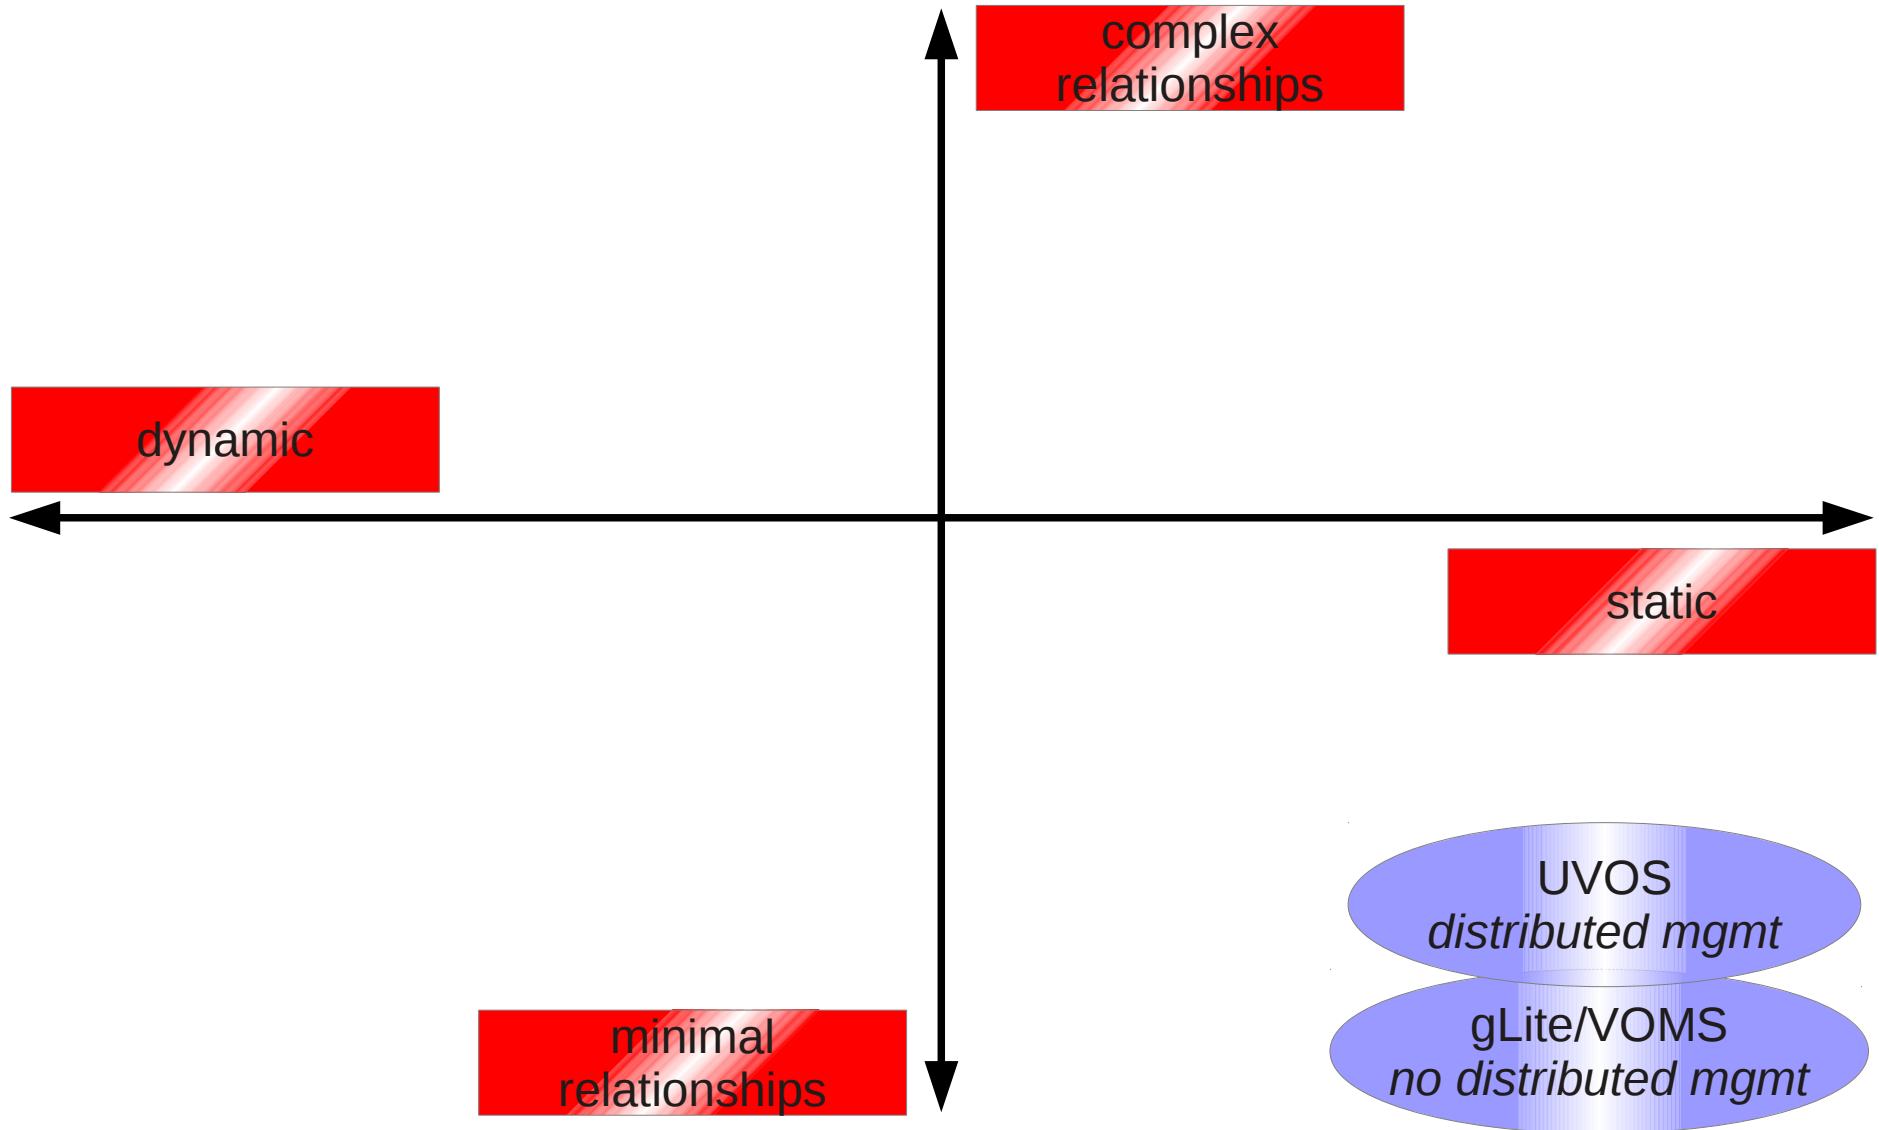 complex
relationships
dynamic
static
UVOS
distributed mgmt
gLite/VOMS
no distributed mgmt
minimal
relationships